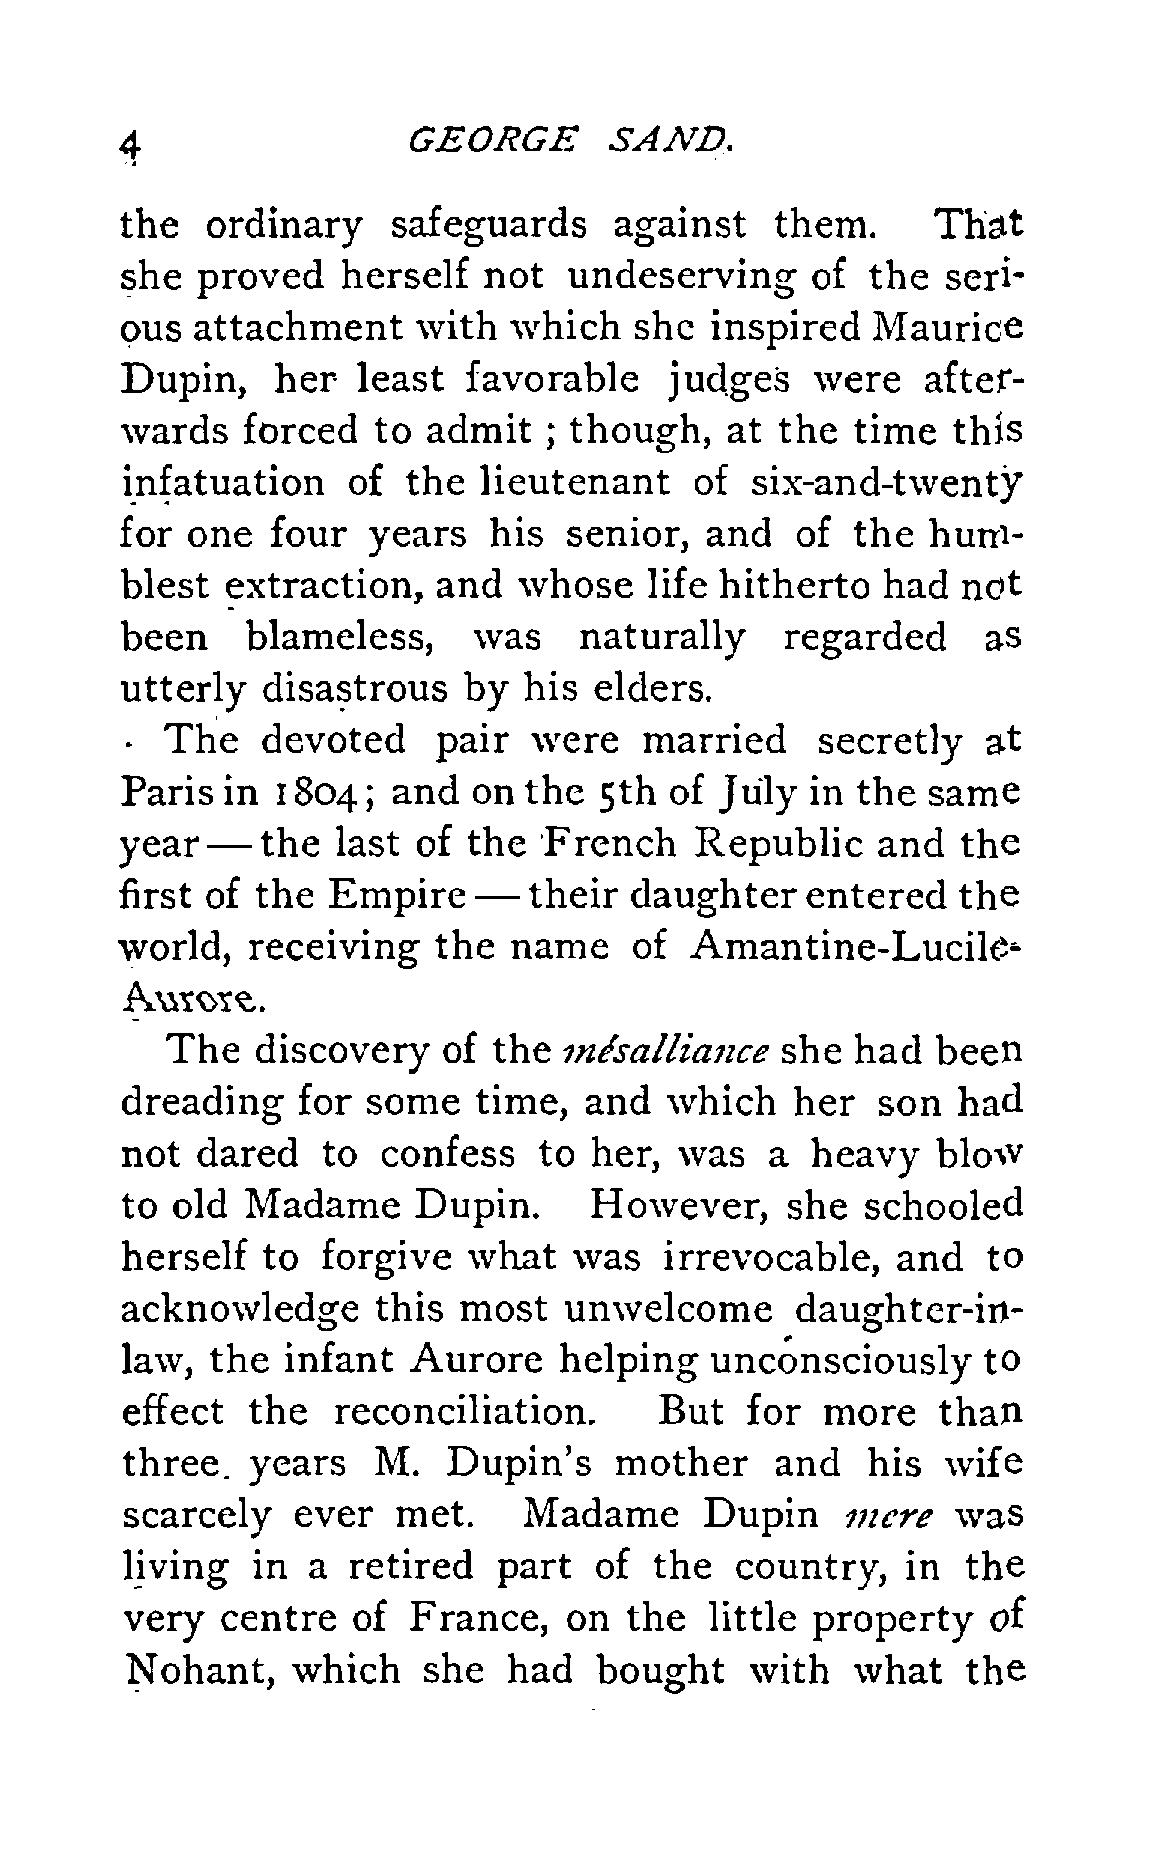 4 GEORGE SAND.
the ordinary safeguards against them. That
she proved herself not undeserving of the seri-
ous attachment with which she inspired Maurice
Dupin, her least favorable judges were after-
wards forced to admit ; though, at the time this
infatuation of the lieutenant of six-and-twenty
for one four years his senior, and of the hum-
blest extraction, and whose life hitherto had not
been blameless, was naturally regarded as
utterly disastrous by his elders.
The devoted pair were married secretly at
Paris in 1804; and on the 5th of July in the same
year — the last of the French Republic and the
first of the Empire — their daughter entered the
world, receiving the name of Amantine-Lucile-
Aurore.
The discovery of the mésalliance she had been
dreading for some time, and which her son had
not dared to confess to her, was a heavy blow
to old Madame Dupin. However, she schooled
herself to forgive what was irrevocable, and to
acknowledge this most unwelcome daughter-in-
law, the infant Aurore helping unconsciously to
effect the reconciliation. But for more than
three years M. Dupin's mother and his wife
scarcely ever met. Madame Dupin mere was
living in a retired part of the country, in the
very centre of France, on the little property of
Nohant, which she had bought with what the